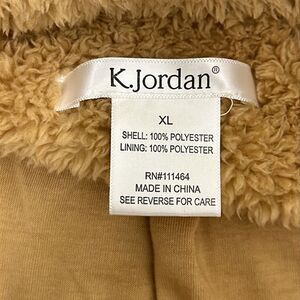 K.Jordan®
XL
SHELL: 100% POLYESTER
LINING: 100% POLYESTER
RN#111464
MADE IN CHINA
SEE REVERSE FOR CARE